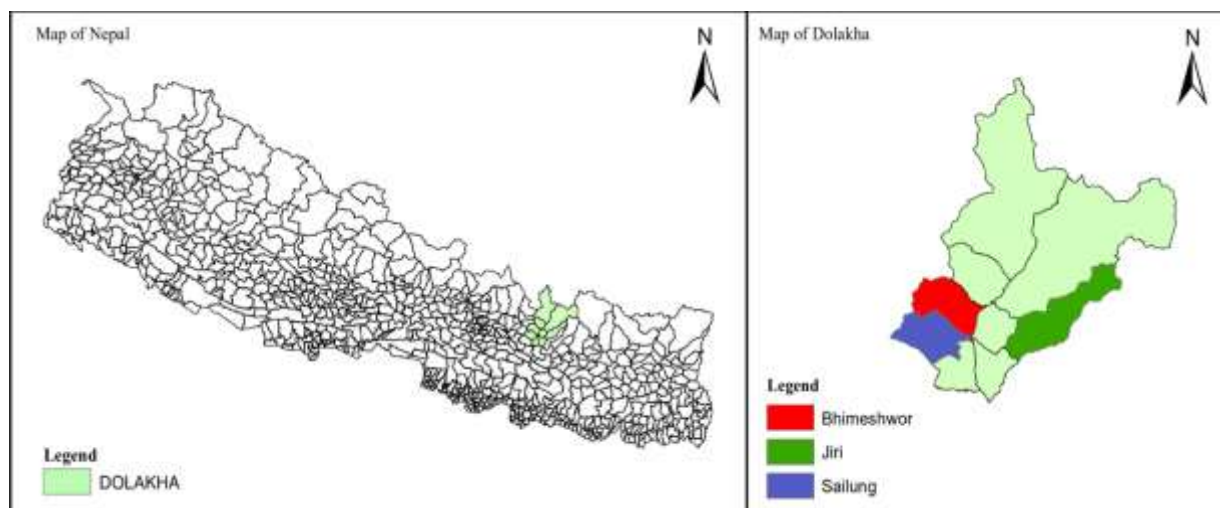 Map of Nepal
N
Legend
DOLAKHA
Map of Dolakha
N
Legend
Bhimeshwor
Jiri
Sailung